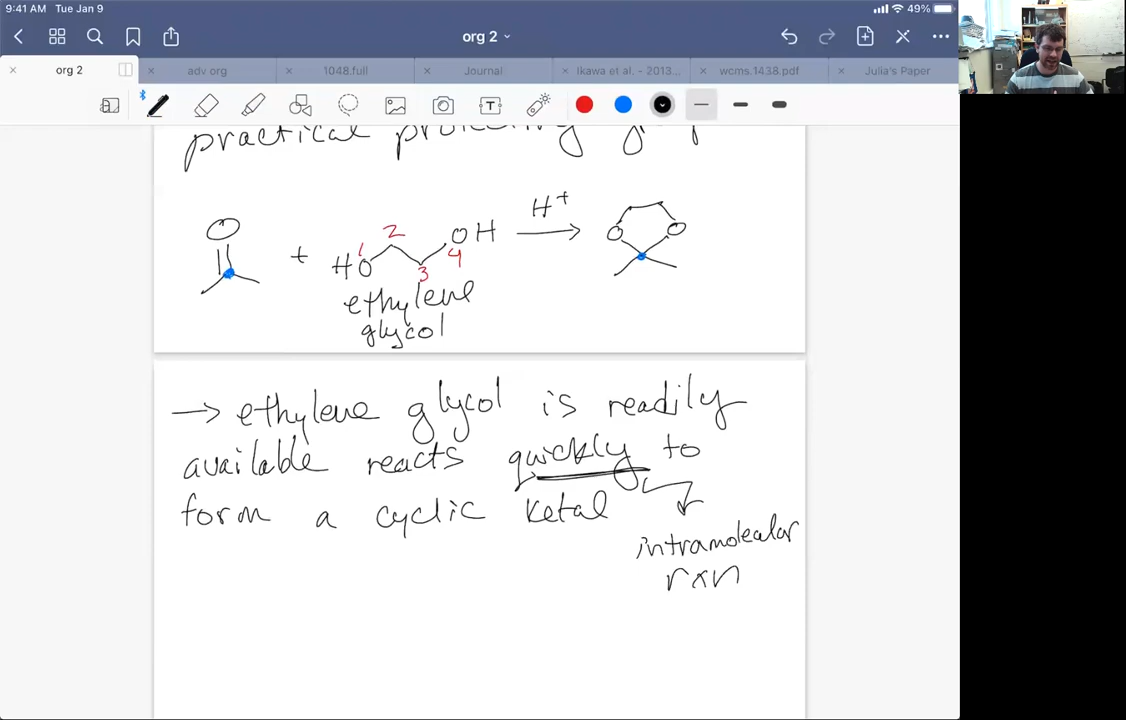 9:41 AM Tue Jan 9
49%
org 2
org 2
adv org
1048.full
Journal
Ikawa et al. - 2013...
wcms.1438.pdf
Julia's Paper
T
practical protecting
O
+
HO
1
2
3
4
OH
H+
O
O
ethylene
glycol
→ ethylene glycol is readily
available reacts quickly to
form a cyclic ketal
intramolealar
rxn